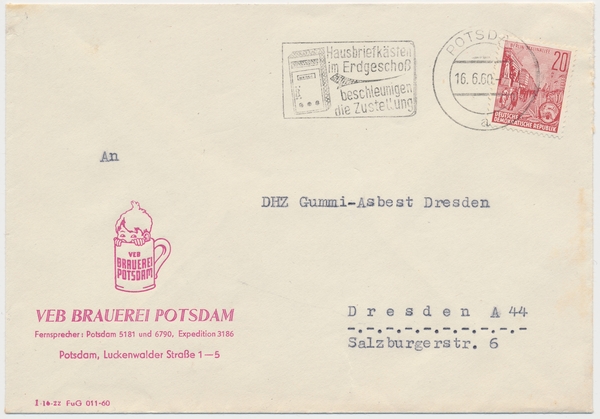 Hausbriefkästen
im Erdgeschoß
beschleunigen
die Zustellung
POTSDA
16.6.60
a
20
DEUTSCHE
DEMOKRATISCHE REPUBLIK
An
DHZ Gummi-Asbest Dresden
VEB
BRAUEREI
POTSDAM
VEB BRAUEREI POTSDAM
Fernsprecher: Potsdam 5181 und 6790, Expedition 3186
Potsdam, Luckenwalder Straße 1—5
Dresden A 44
Salzburgerstr. 6
I-16-22 FuG 011-60